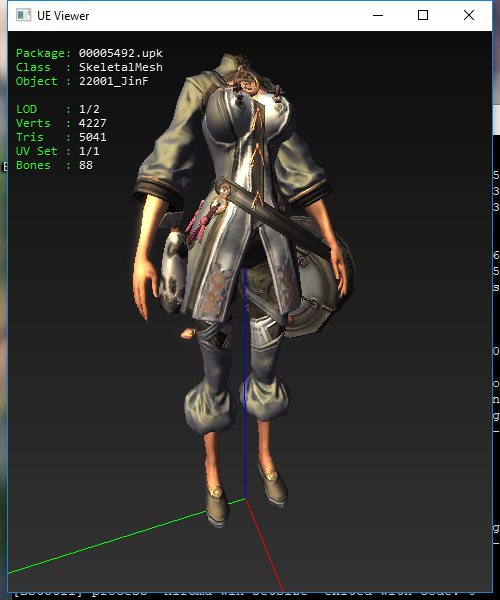 UE Viewer
Package: 00005492.upk
Class : SkeletalMesh
Object : 22001_JinF
LOD : 1/2
Verts : 4227
Tris : 5041
UV Set : 1/1
Bones : 88